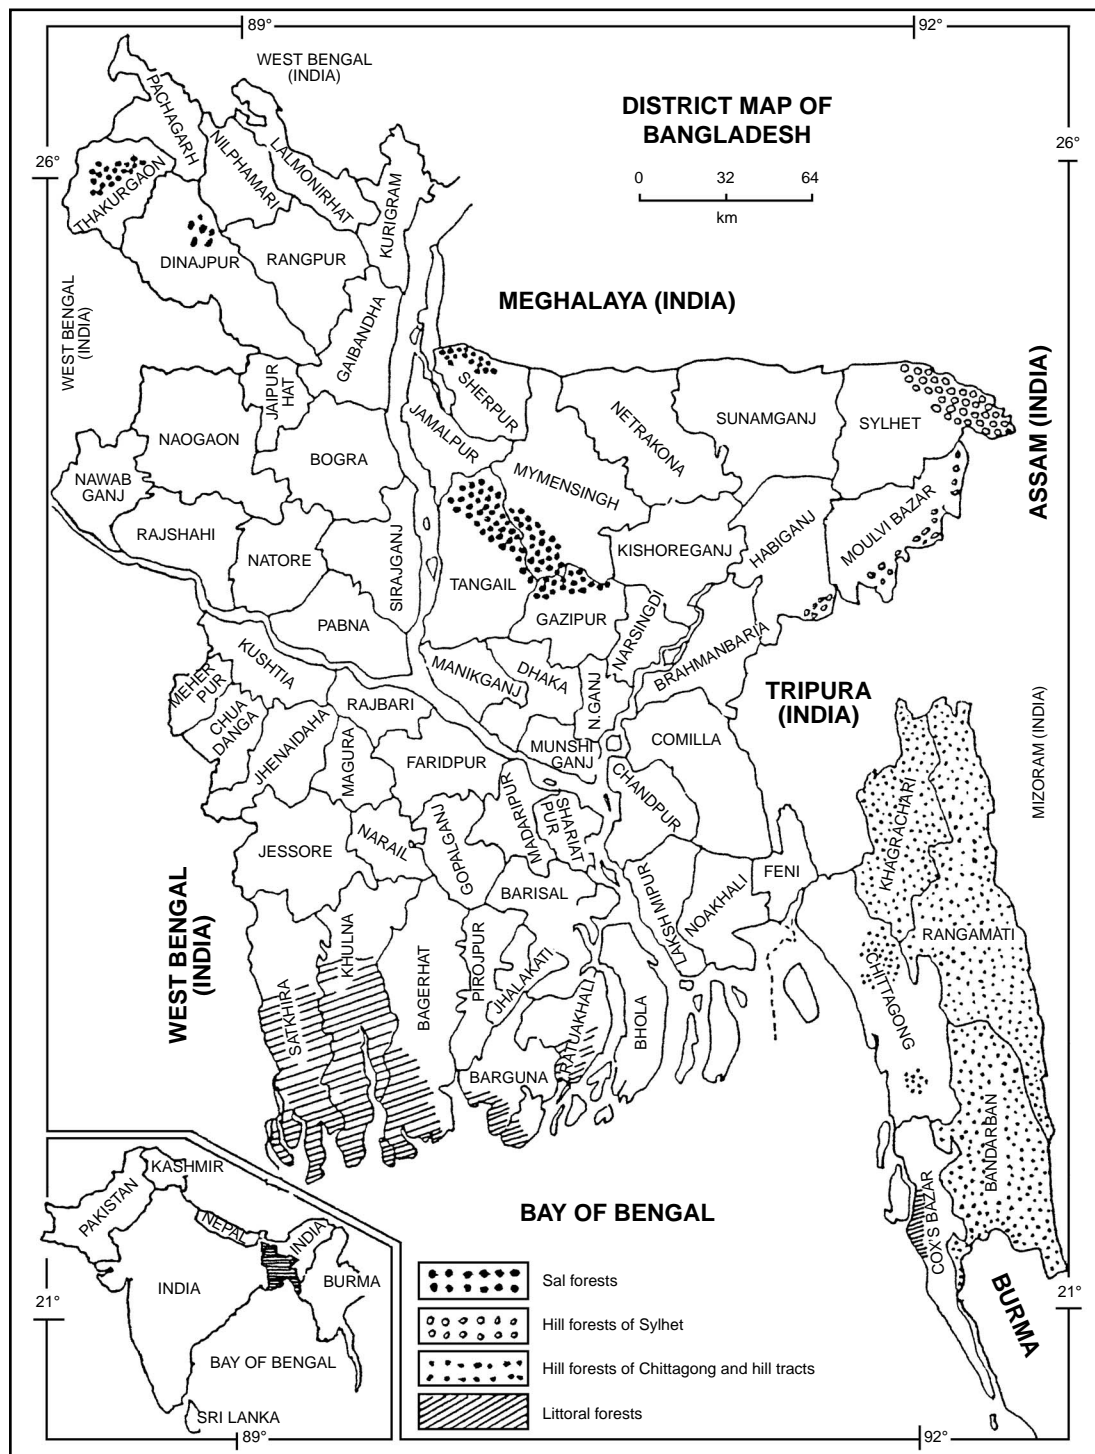 89°
92°
WEST BENGAL
(INDIA)
DISTRICT MAP OF
BANGLADESH
0 32 64
km
26°
26°
PACHAGARH
THAKURGAON
NILPHAMARI
LALMONIRHAT
KURIGRAM
DINAJPUR
RANGPUR
WEST BENGAL
(INDIA)
MEGHALAYA (INDIA)
GAIBANDHA
JAIPUR
HAT
NAOGAON
BOGRA
NAWAB
GANJ
RAJSHAHI
NATORE
SIRAJGANJ
PABNA
SHERPUR
JAMALPUR
MYMENSINGH
NETRAKONA
SUNAMGANJ
SYLHET
ASSAM (INDIA)
MOULVI BAZAR
HABIGANJ
KISHOREGANJ
TANGAIL
GAZIPUR
NARSINGDI
BRAHMANBARIA
MANIKGANJ
DHAKA
N.GANJ
MUNSHI
GANJ
TRIPURA
(INDIA)
MIZORAM (INDIA)
KUSHTIA
MEHER
PUR
CHUA
DANGA
JHENAIDAHA
MAGURA
RAJBARI
FARIDPUR
COMILLA
CHANDPUR
MADARIPUR
SHARIAT
PUR
GOPALGANJ
NARAIL
JESSORE
BARISAL
LAKSH MIPUR
NOAKHALI
FENI
KHAGRACHARI
RANGAMATI
CHITTAGONG
BANDARBAN
COX'S BAZAR
WEST BENGAL
(INDIA)
SATKHIRA
KHULNA
BAGERHAT
PIROJPUR
JHALAKATI
PATUAKHALI
BHOLA
BARGUNA
BAY OF BENGAL
BURMA
KASHMIR
PAKISTAN
NEPAL
INDIA
INDIA
BURMA
BAY OF BENGAL
SRI LANKA
21°
21°
Sal forests
Hill forests of Sylhet
Hill forests of Chittagong and hill tracts
Littoral forests
89°
92°